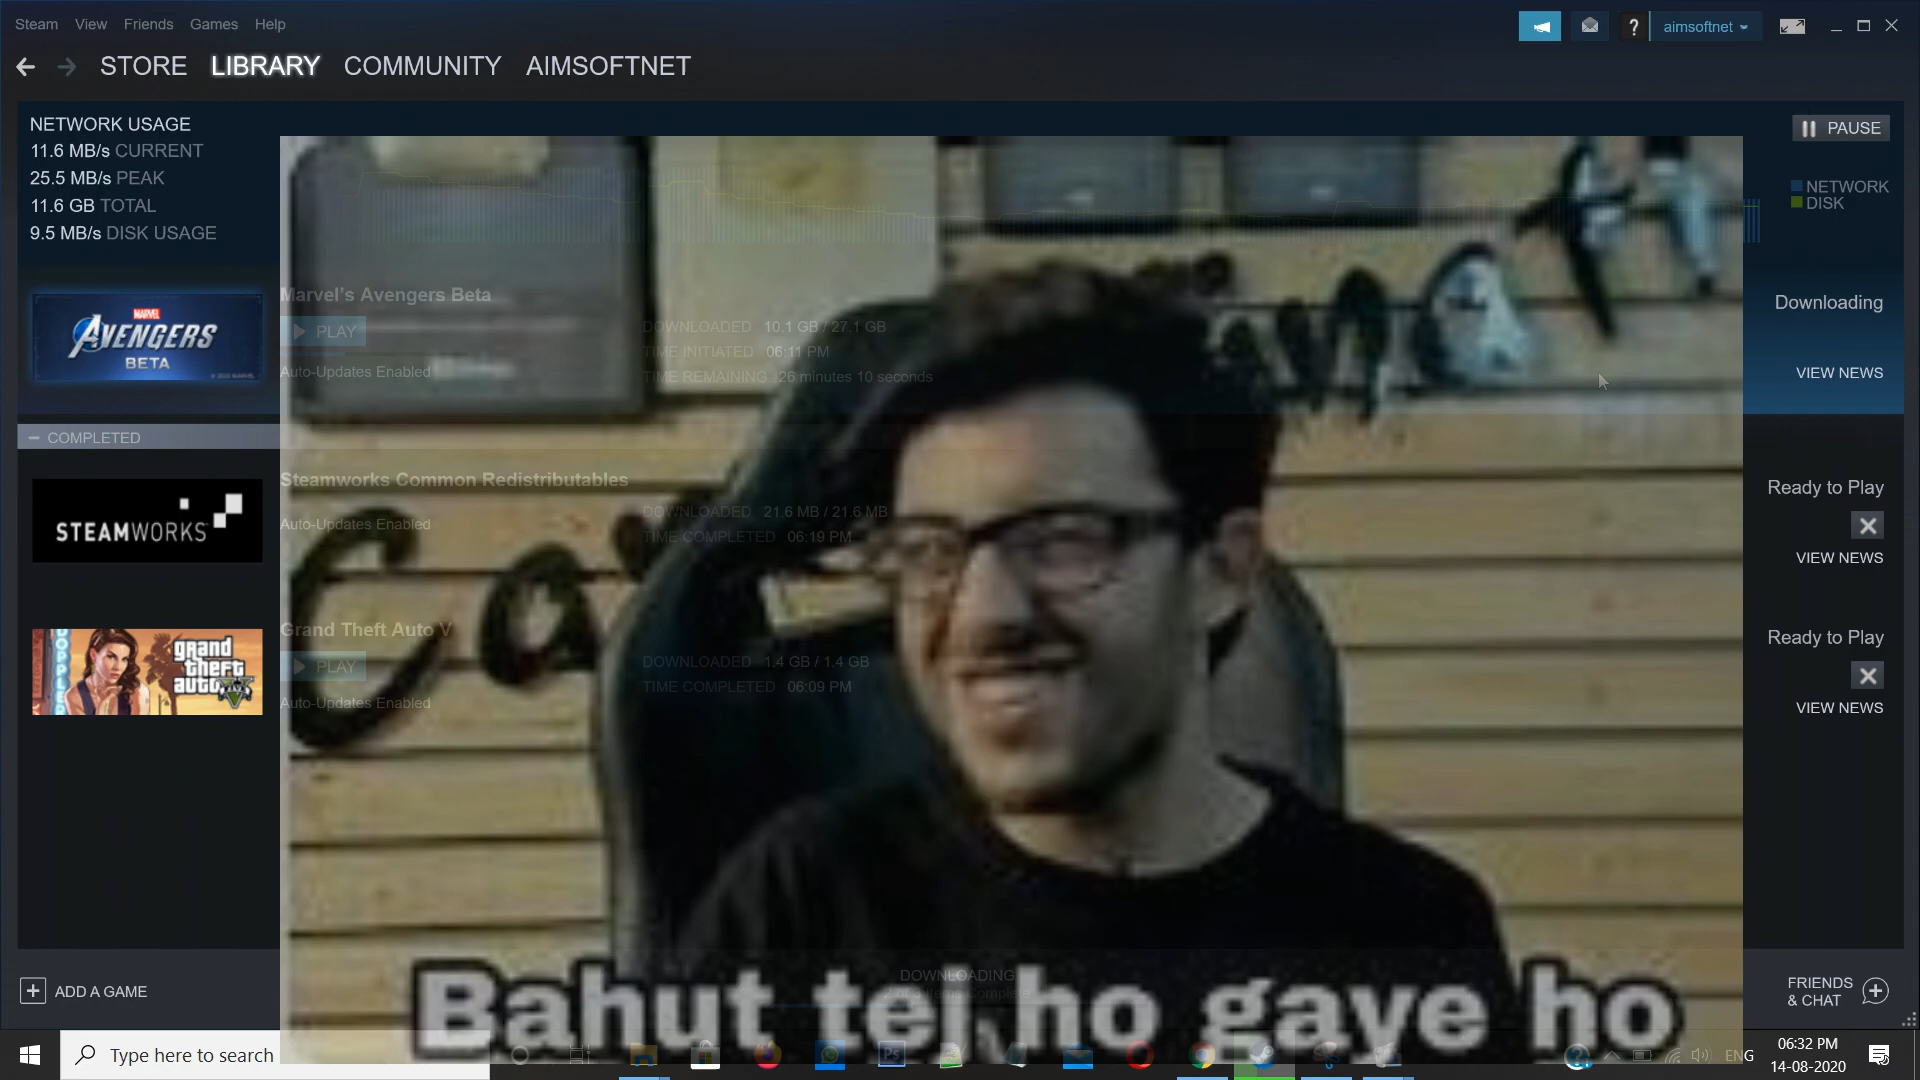 Steam View Friends Games Help
aimsoftnet
STORE LIBRARY COMMUNITY AIMSOFTNET
NETWORK USAGE
11.6 MB/s CURRENT
25.5 MB/s PEAK
11.6 GB TOTAL
9.5 MB/s DISK USAGE
PAUSE
NETWORK
DISK
MARVEL
AVENGERS
BETA
Marvel's Avengers Beta
PLAY
Auto-Updates Enabled
DOWNLOADED 10.1 GB / 27.1 GB
TIME INITIATED 06:11 PM
TIME REMAINING 26 minutes 10 seconds
Downloading
VIEW NEWS
COMPLETED
STEAMWORKS
Steamworks Common Redistributables
Auto-Updates Enabled
DOWNLOADED 21.6 MB / 21.6 MB
TIME COMPLETED 06:19 PM
Ready to Play
VIEW NEWS
grand
theft
auto
V
Grand Theft Auto V
PLAY
Auto-Updates Enabled
DOWNLOADED 1.4 GB / 1.4 GB
TIME COMPLETED 06:09 PM
Ready to Play
VIEW NEWS
ADD A GAME
DOWNLOADING
FRIENDS
& CHAT
Bahut tej ho gaye ho
Type here to search
Ps
ENG
06:32 PM
14-08-2020